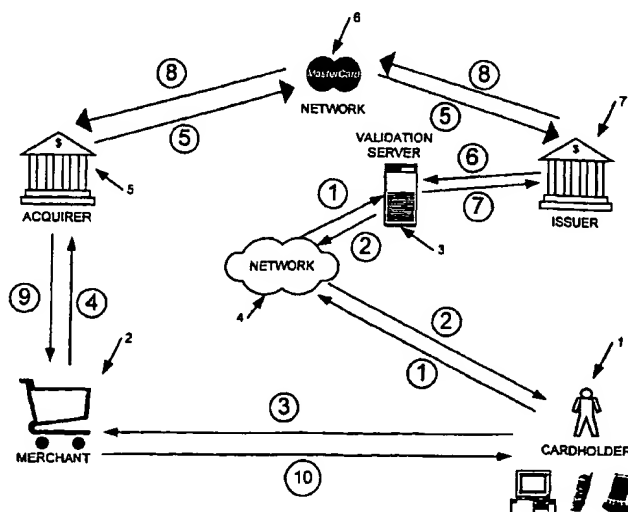 6
MasterCard
8
8
7
NETWORK
5
5
VALIDATION
SERVER
$
$
6
1
7
5
ACQUIRER
ISSUER
2
3
NETWORK
4
9
4
2
2
1
1
3
MERCHANT
CARDHOLDER
10